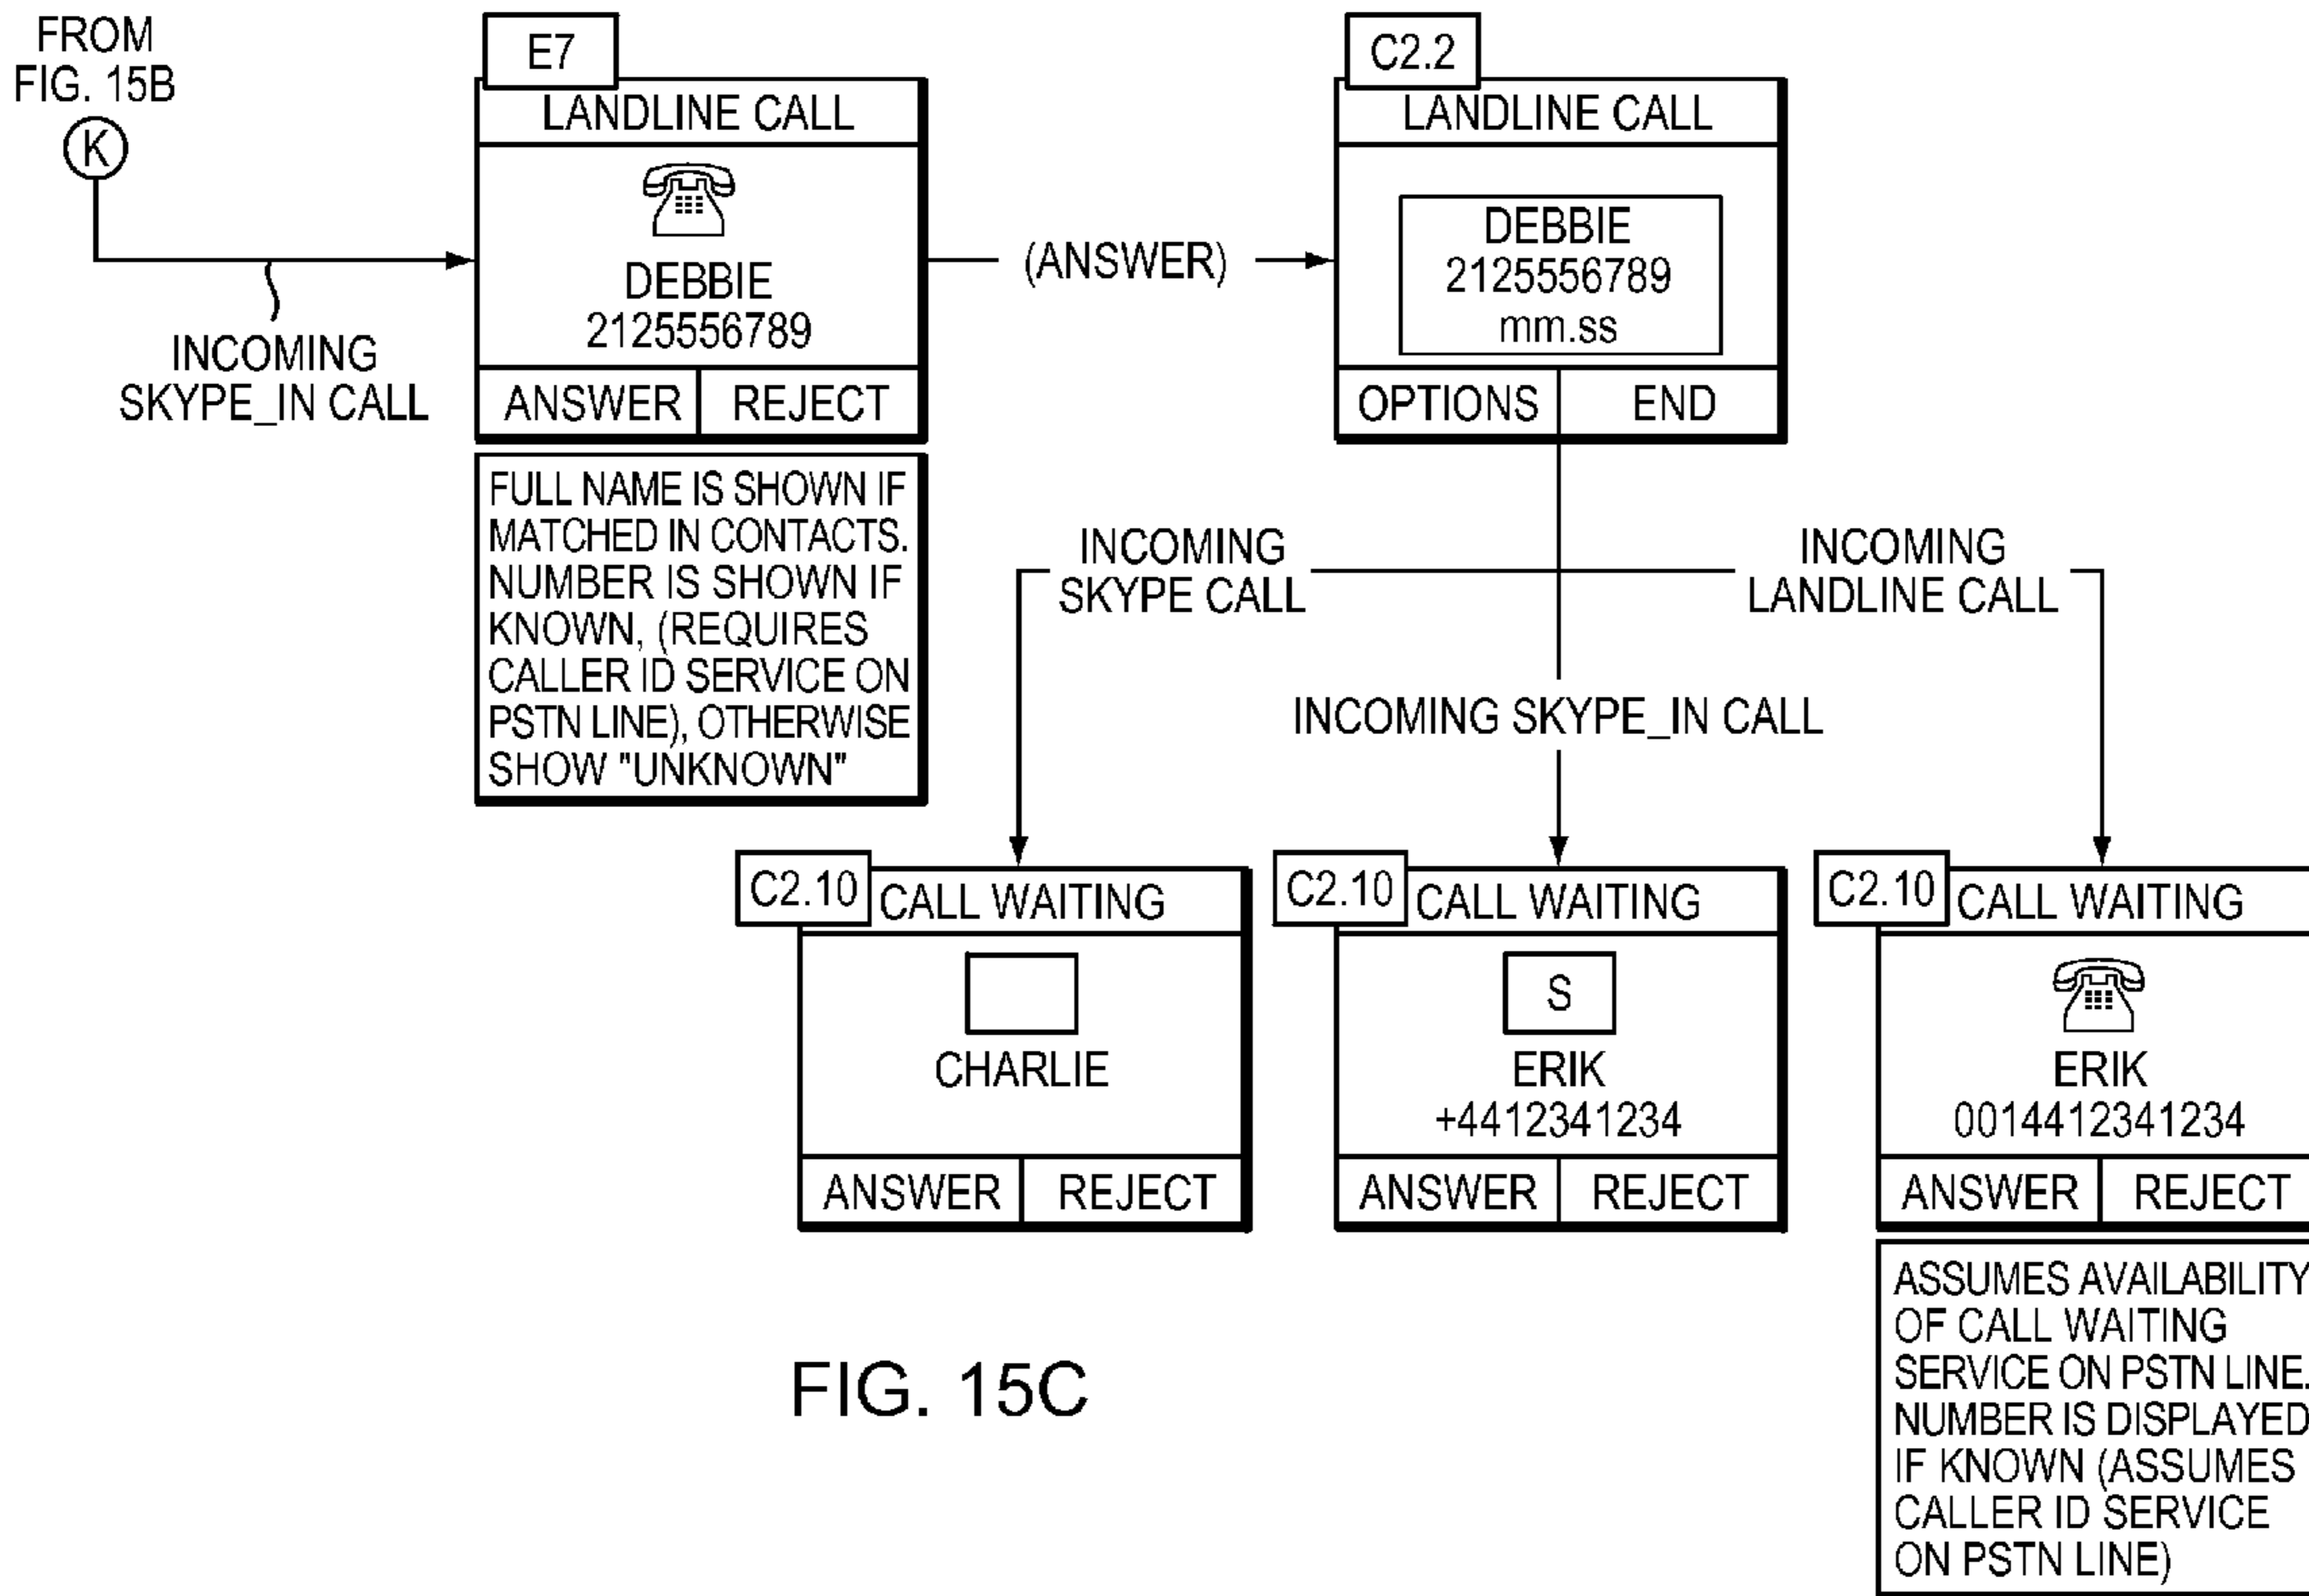 FROM
FIG. 15B
K
INCOMING
SKYPE_IN CALL
E7
LANDLINE CALL
DEBBIE
2125556789
ANSWER
REJECT
FULL NAME IS SHOWN IF
MATCHED IN CONTACTS.
NUMBER IS SHOWN IF
KNOWN, (REQUIRES
CALLER ID SERVICE ON
PSTN LINE), OTHERWISE
SHOW "UNKNOWN"
(ANSWER)
C2.2
LANDLINE CALL
DEBBIE
2125556789
mm.ss
OPTIONS
END
INCOMING
SKYPE CALL
INCOMING SKYPE_IN CALL
INCOMING
LANDLINE CALL
C2.10
CALL WAITING
CHARLIE
ANSWER
REJECT
C2.10
CALL WAITING
S
ERIK
+4412341234
ANSWER
REJECT
C2.10
CALL WAITING
ERIK
0014412341234
ANSWER
REJECT
ASSUMES AVAILABILITY
OF CALL WAITING
SERVICE ON PSTN LINE.
NUMBER IS DISPLAYED
IF KNOWN (ASSUMES
CALLER ID SERVICE
ON PSTN LINE)
FIG. 15C